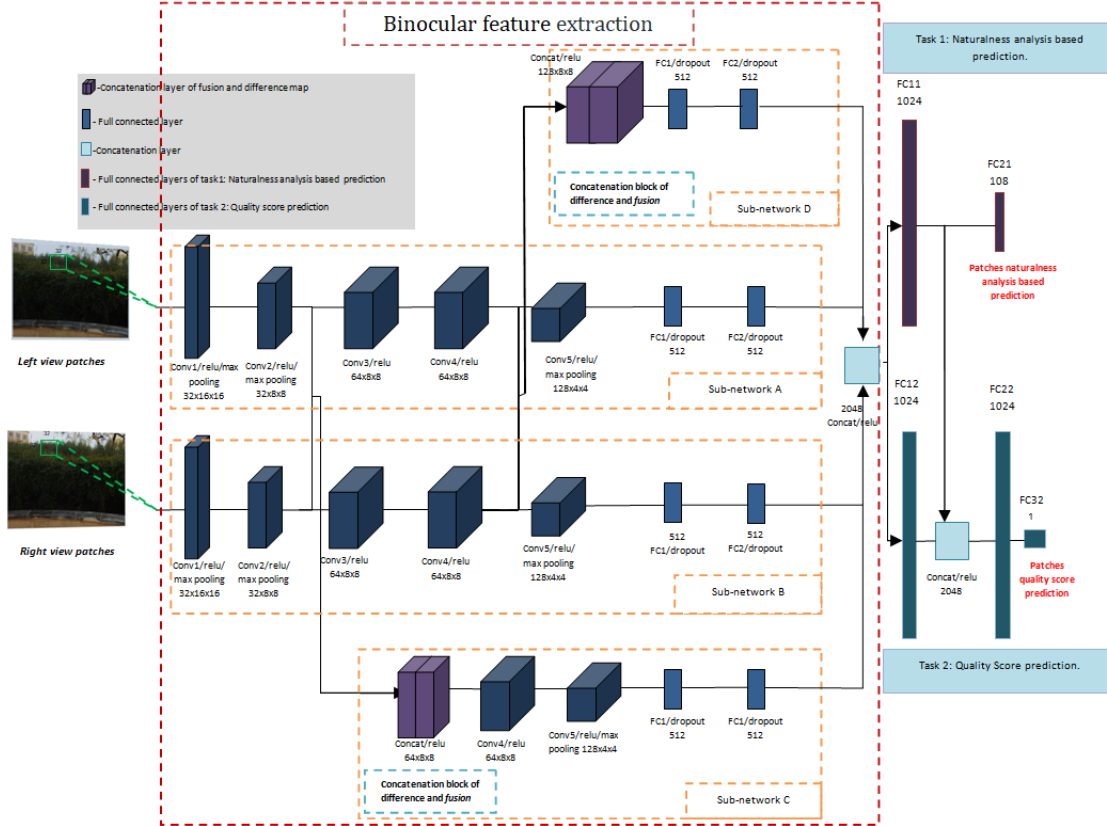 Binocular feature extraction
Task 1: Naturalness analysis based
prediction.
-Concatenation layer of fusion and difference map
- Full connected layer
-Concatenation layer
- Full connected layers of task1: Naturalness analysis based prediction
- Full connected layers of task 2: Quality score prediction
Concat/relu
128x8x8
FC1/dropout
512
FC2/dropout
512
Concatenation block of
difference and fusion
Sub-network D
FC11
1024
FC21
108
Patches naturalness
analysis based
prediction
32
Left view patches
Conv1/relu/max
pooling
32x16x16
Conv2/relu/
max pooling
32x8x8
Conv3/relu
64x8x8
Conv4/relu
64x8x8
Conv5/relu/
max pooling
128x4x4
FC1/dropout
512
FC2/dropout
512
Sub-network A
2048
Concat/relu
FC12
1024
FC22
1024
FC32
1
Concat/relu
2048
Patches
quality score
prediction
32
Right view patches
Conv1/relu/
max pooling
32x16x16
Conv2/relu/
max pooling
32x8x8
Conv3/relu
64x8x8
Conv4/relu
64x8x8
Conv5/relu/
max pooling
128x4x4
512
FC1/dropout
512
FC2/dropout
Sub-network B
Task 2: Quality Score prediction.
Concat/relu
64x8x8
Conv4/relu
64x8x8
Conv5/relu/max
pooling 128x4x4
FC1/dropout
512
FC1/dropout
512
Concatenation block of
difference and fusion
Sub-network C